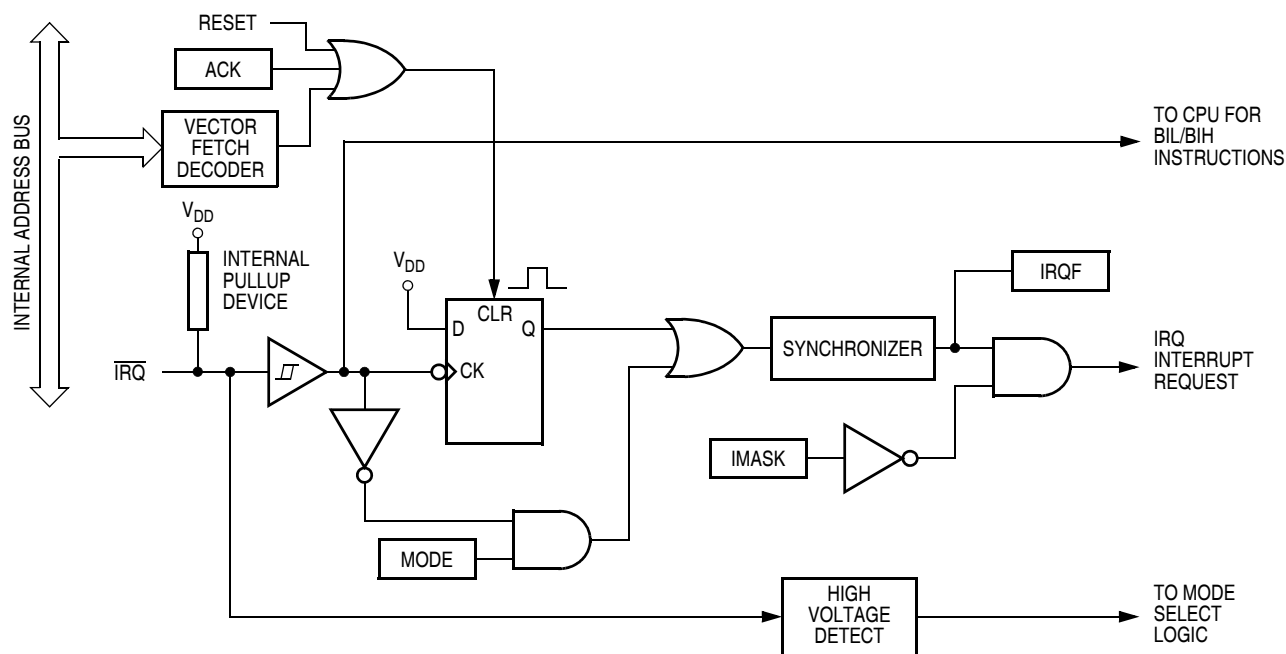 RESET
ACK
VECTOR
FETCH
DECODER
INTERNAL ADDRESS BUS
TO CPU FOR
BIL/BIH
INSTRUCTIONS
VDD
INTERNAL
PULLUP
DEVICE
VDD
CLR
D
Q
CK
IRQ
SYNCHRONIZER
IRQF
IRQ
INTERRUPT
REQUEST
IMASK
MODE
HIGH
VOLTAGE
DETECT
TO MODE
SELECT
LOGIC